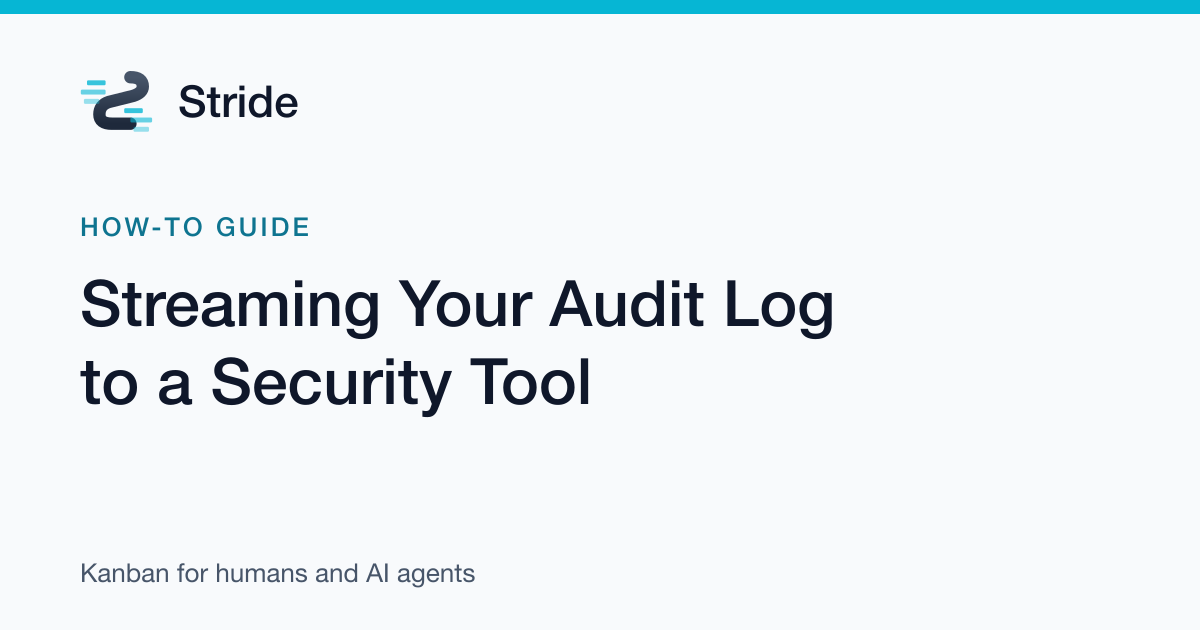 Stride
HOW-TO GUIDE
Streaming Your Audit Log
to a Security Tool
Kanban for humans and AI agents